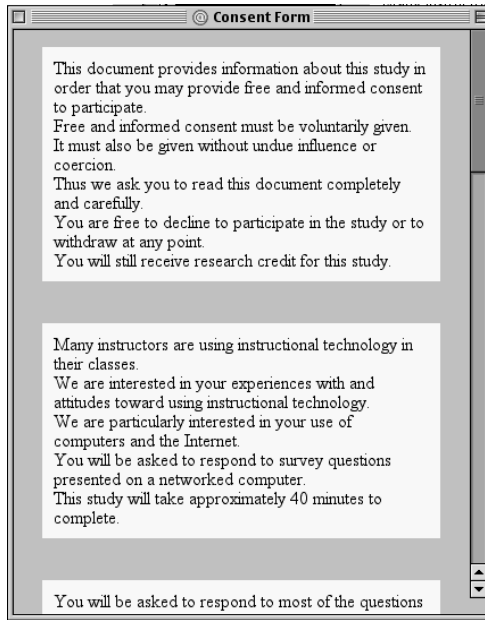 Consent Form
This document provides information about this study in
order that you may provide free and informed consent
to participate.
Free and informed consent must be voluntarily given.
It must also be given without undue influence or
coercion.
Thus we ask you to read this document completely
and carefully.
You are free to decline to participate in the study or to
withdraw at any point.
You will still receive research credit for this study.
Many instructors are using instructional technology in
their classes.
We are interested in your experiences with and
attitudes toward using instructional technology.
We are particularly interested in your use of
computers and the Internet.
You will be asked to respond to survey questions
presented on a networked computer.
This study will take approximately 40 minutes to
complete.
You will be asked to respond to most of the questions